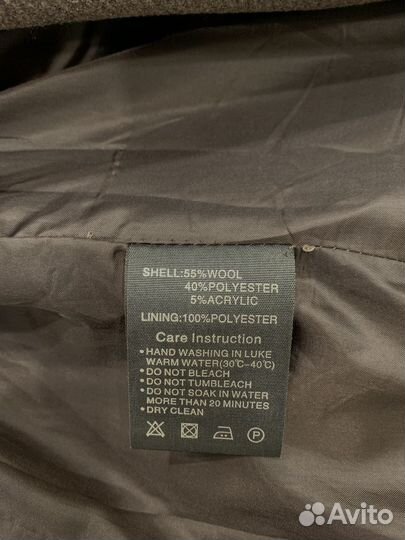 SHELL:55%WOOL
40%POLYESTER
5%ACRYLIC
LINING:100%POLYESTER
Care Instruction
•HAND WASHING IN LUKE
WARM WATER(30℃-40℃)
•DO NOT BLEACH
•DO NOT TUMBLEACH
•DO NOT SOAK IN WATER
MORE THAN 20 MINUTES
•DRY CLEAN
P
Avito